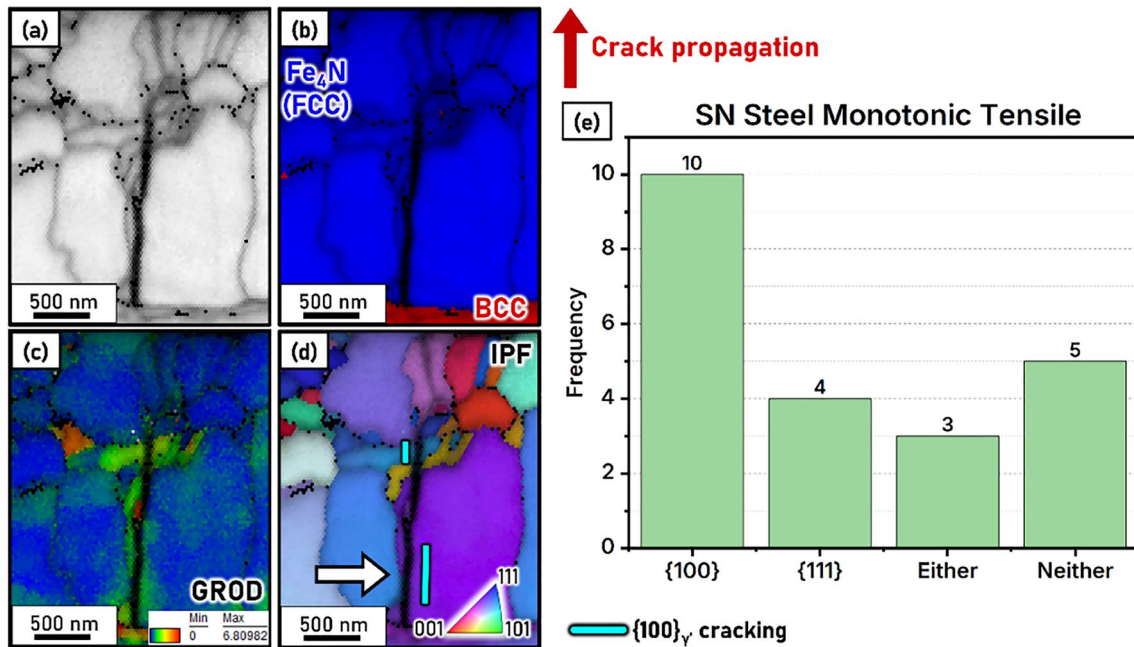 (a)
500 nm
(b)
Fe₄N
(FCC)
BCC
500 nm
(c)
GROD
500 nm
Min Max
0 6.80982
(d)
IPF
111
001 101
500 nm
Crack propagation
(e)
SN Steel Monotonic Tensile
Frequency
10
8
6
4
2
0
10
4
3
5
{100} {111} Either Neither
{100}γ' cracking